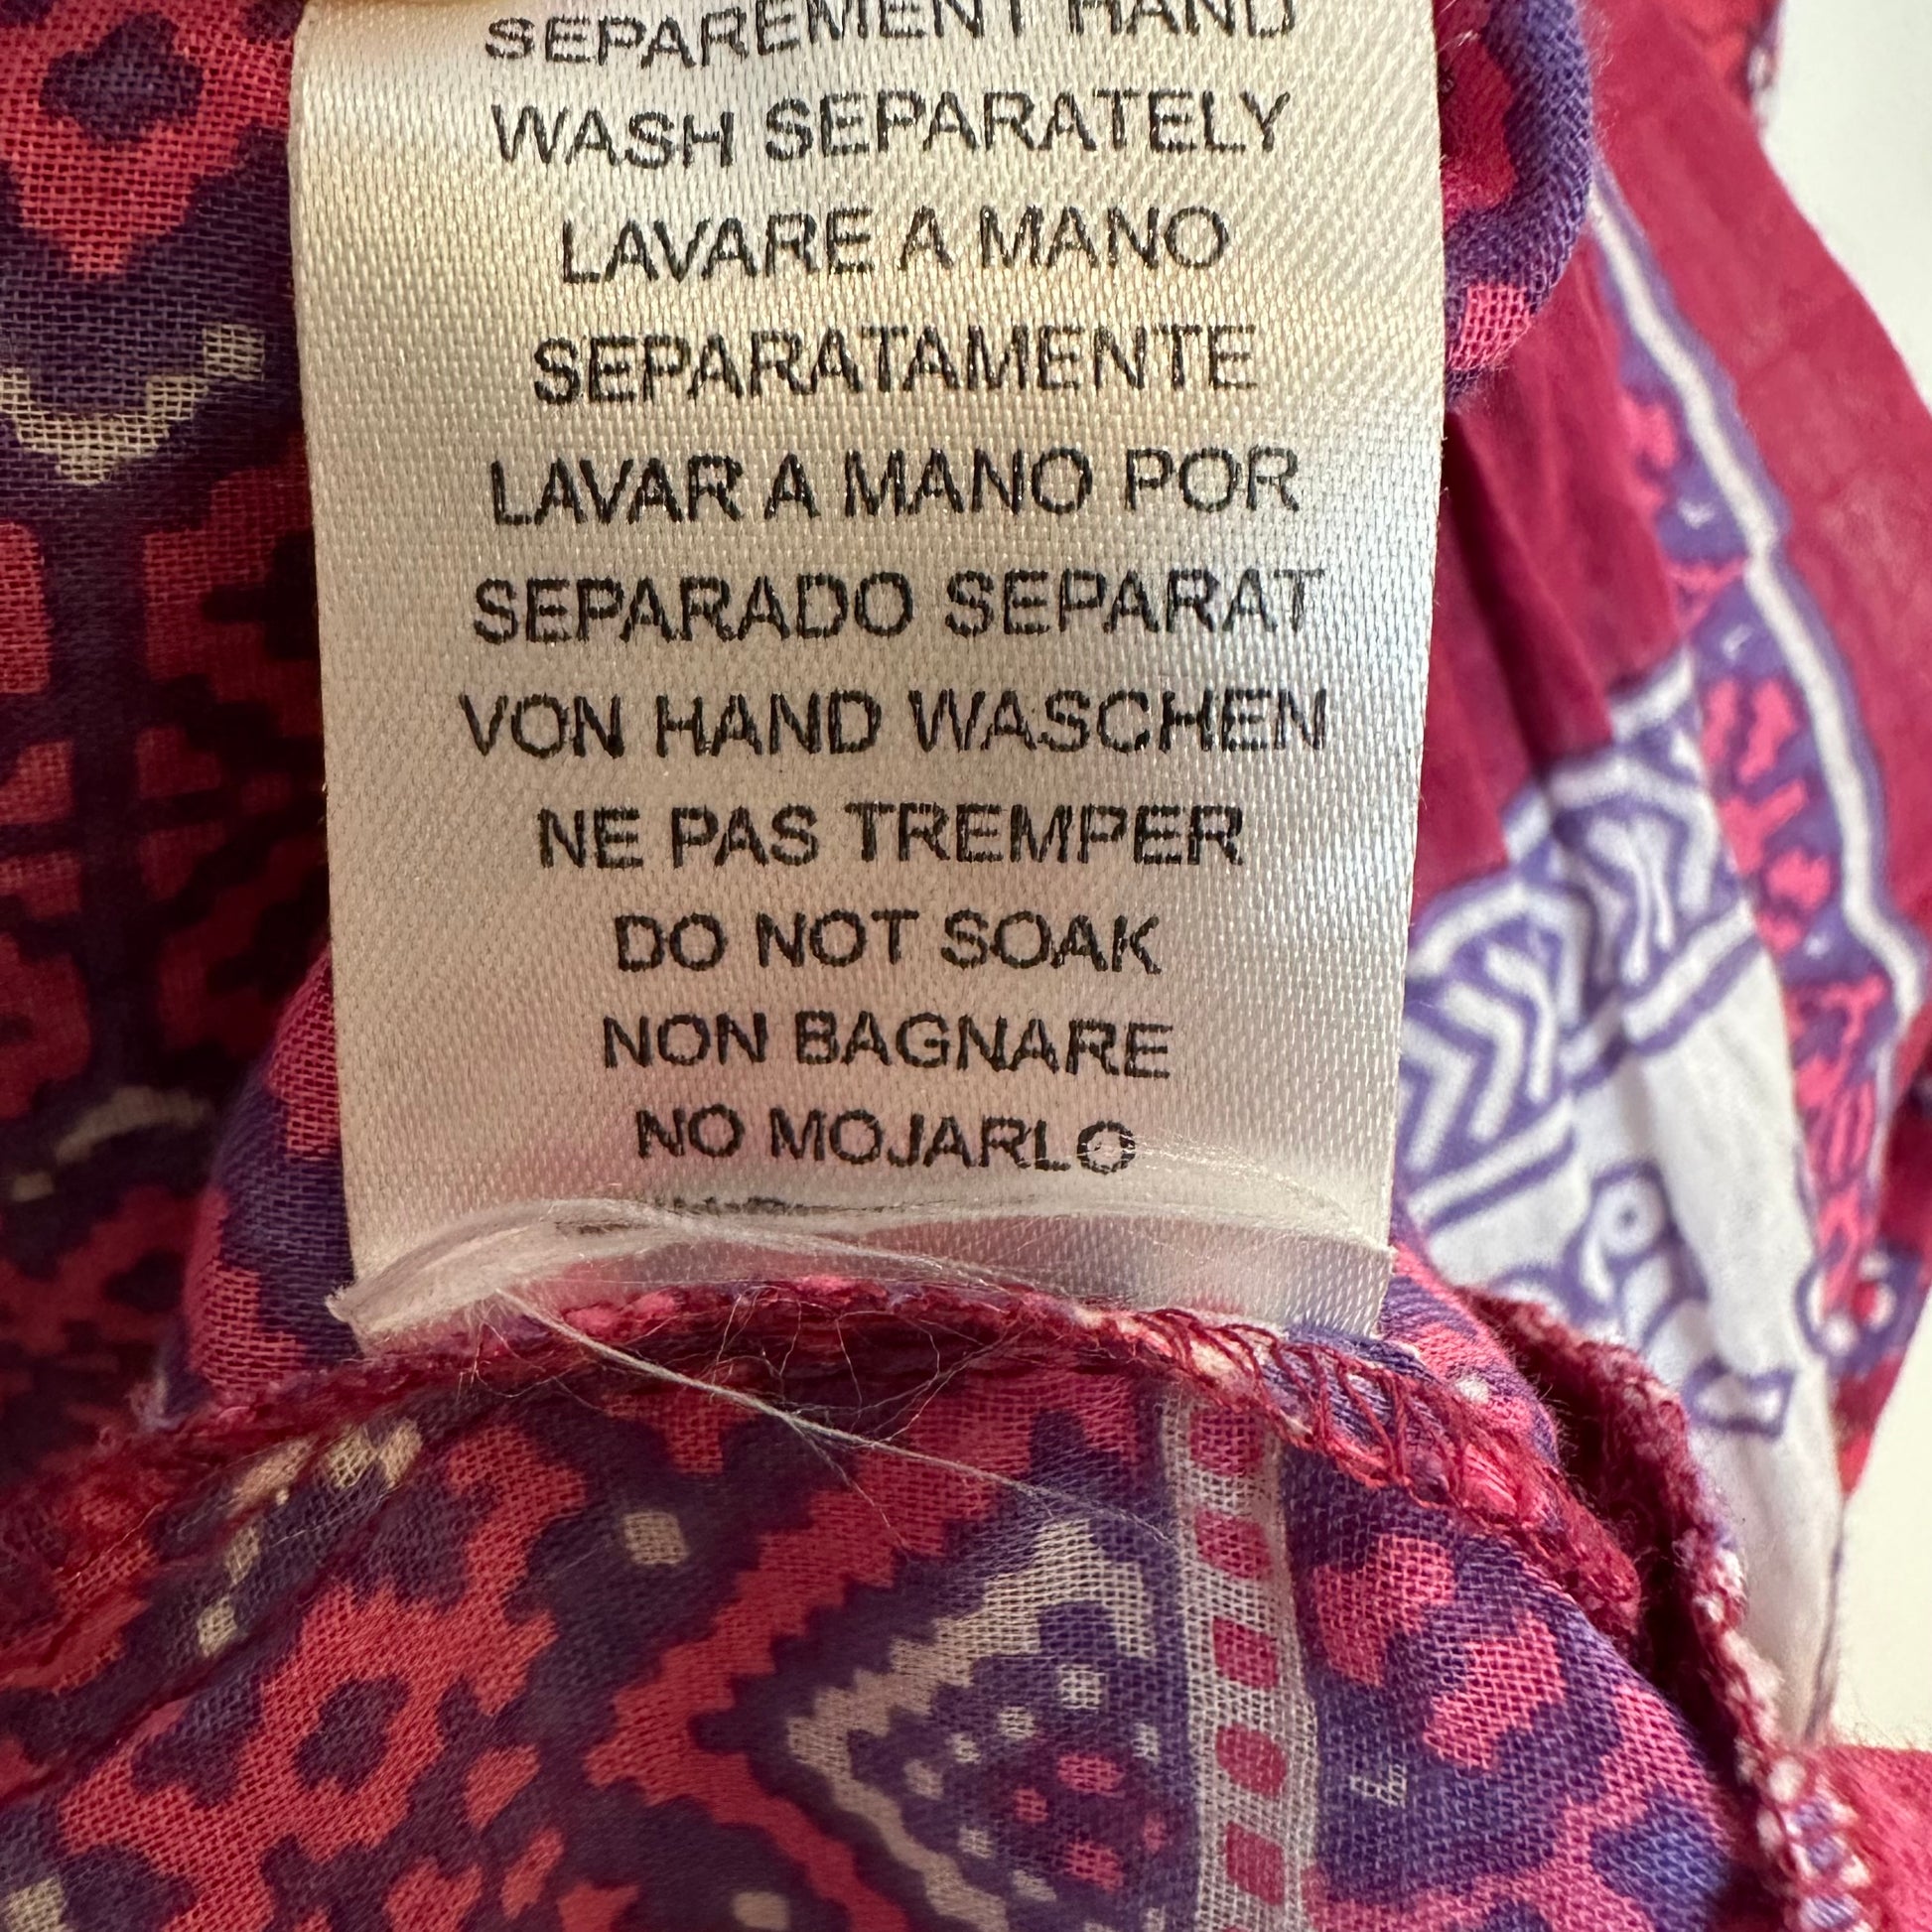 SEPAREMENT HAND
WASH SEPARATELY
LAVARE A MANO
SEPARATAMENTE
LAVAR A MANO POR
SEPARADO SEPARAT
VON HAND WASCHEN
NE PAS TREMPER
DO NOT SOAK
NON BAGNARE
NO MOJARLO